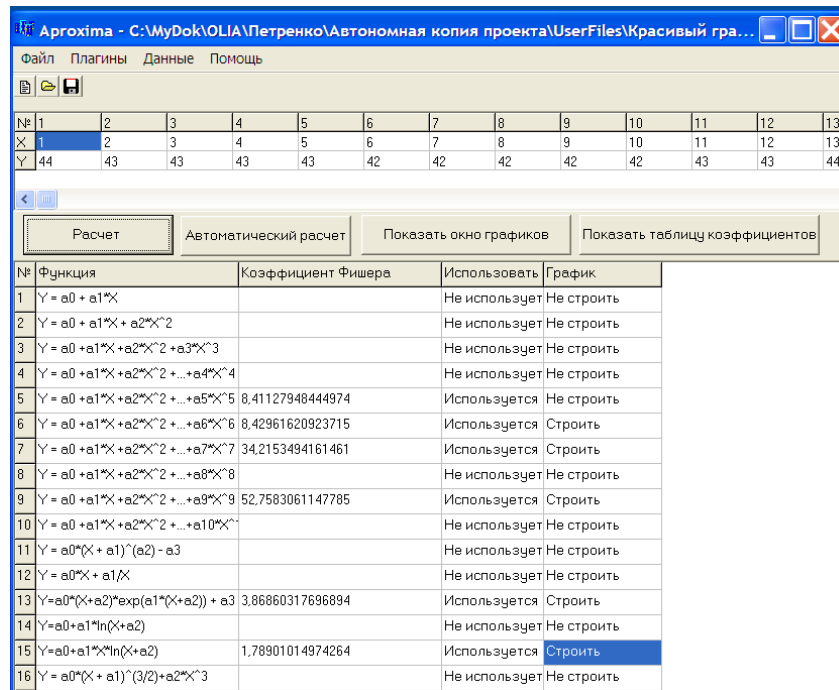 Aproxima - C:\MyDok\OLIA\Петренко\Автономная копия проекта\UserFiles\Красивый гра...
Файл Плагины Данные Помощь
№ 1 2 3 4 5 6 7 8 9 10 11 12 13
X 1 2 3 4 5 6 7 8 9 10 11 12 13
Y 44 43 43 43 43 42 42 42 42 42 43 43 44
Расчет Автоматический расчет Показать окно графиков Показать таблицу коэффициентов
№ Функция Коэффициент Фишера Использовать График
1 Y = a0 + a1*X Не использует Не строить
2 Y = a0 + a1*X + a2*X^2 Не использует Не строить
3 Y = a0 +a1*X +a2*X^2 +a3*X^3 Не использует Не строить
4 Y = a0 +a1*X +a2*X^2 +...+a4*X^4 Не использует Не строить
5 Y = a0 +a1*X +a2*X^2 +...+a5*X^5 8,41127948444974 Используется Не строить
6 Y = a0 +a1*X +a2*X^2 +...+a6*X^6 8,42961620923715 Используется Строить
7 Y = a0 +a1*X +a2*X^2 +...+a7*X^7 34,2153494161461 Используется Строить
8 Y = a0 +a1*X +a2*X^2 +...+a8*X^8 Не использует Не строить
9 Y = a0 +a1*X +a2*X^2 +...+a9*X^9 52,7583061147785 Используется Строить
10 Y = a0 +a1*X +a2*X^2 +...+a10*X^ Не использует Не строить
11 Y = a0*(X + a1)^(a2) - a3 Не использует Не строить
12 Y = a0*X + a1/X Не использует Не строить
13 Y=a0*(X+a2)*exp(a1*(X+a2)) + a3 3,86860317696894 Используется Строить
14 Y=a0+a1*ln(X+a2) Не использует Не строить
15 Y=a0+a1*X*ln(X+a2) 1,78901014974264 Используется Строить
16 Y = a0*(X + a1)^(3/2)+a2*X^3 Не использует Не строить